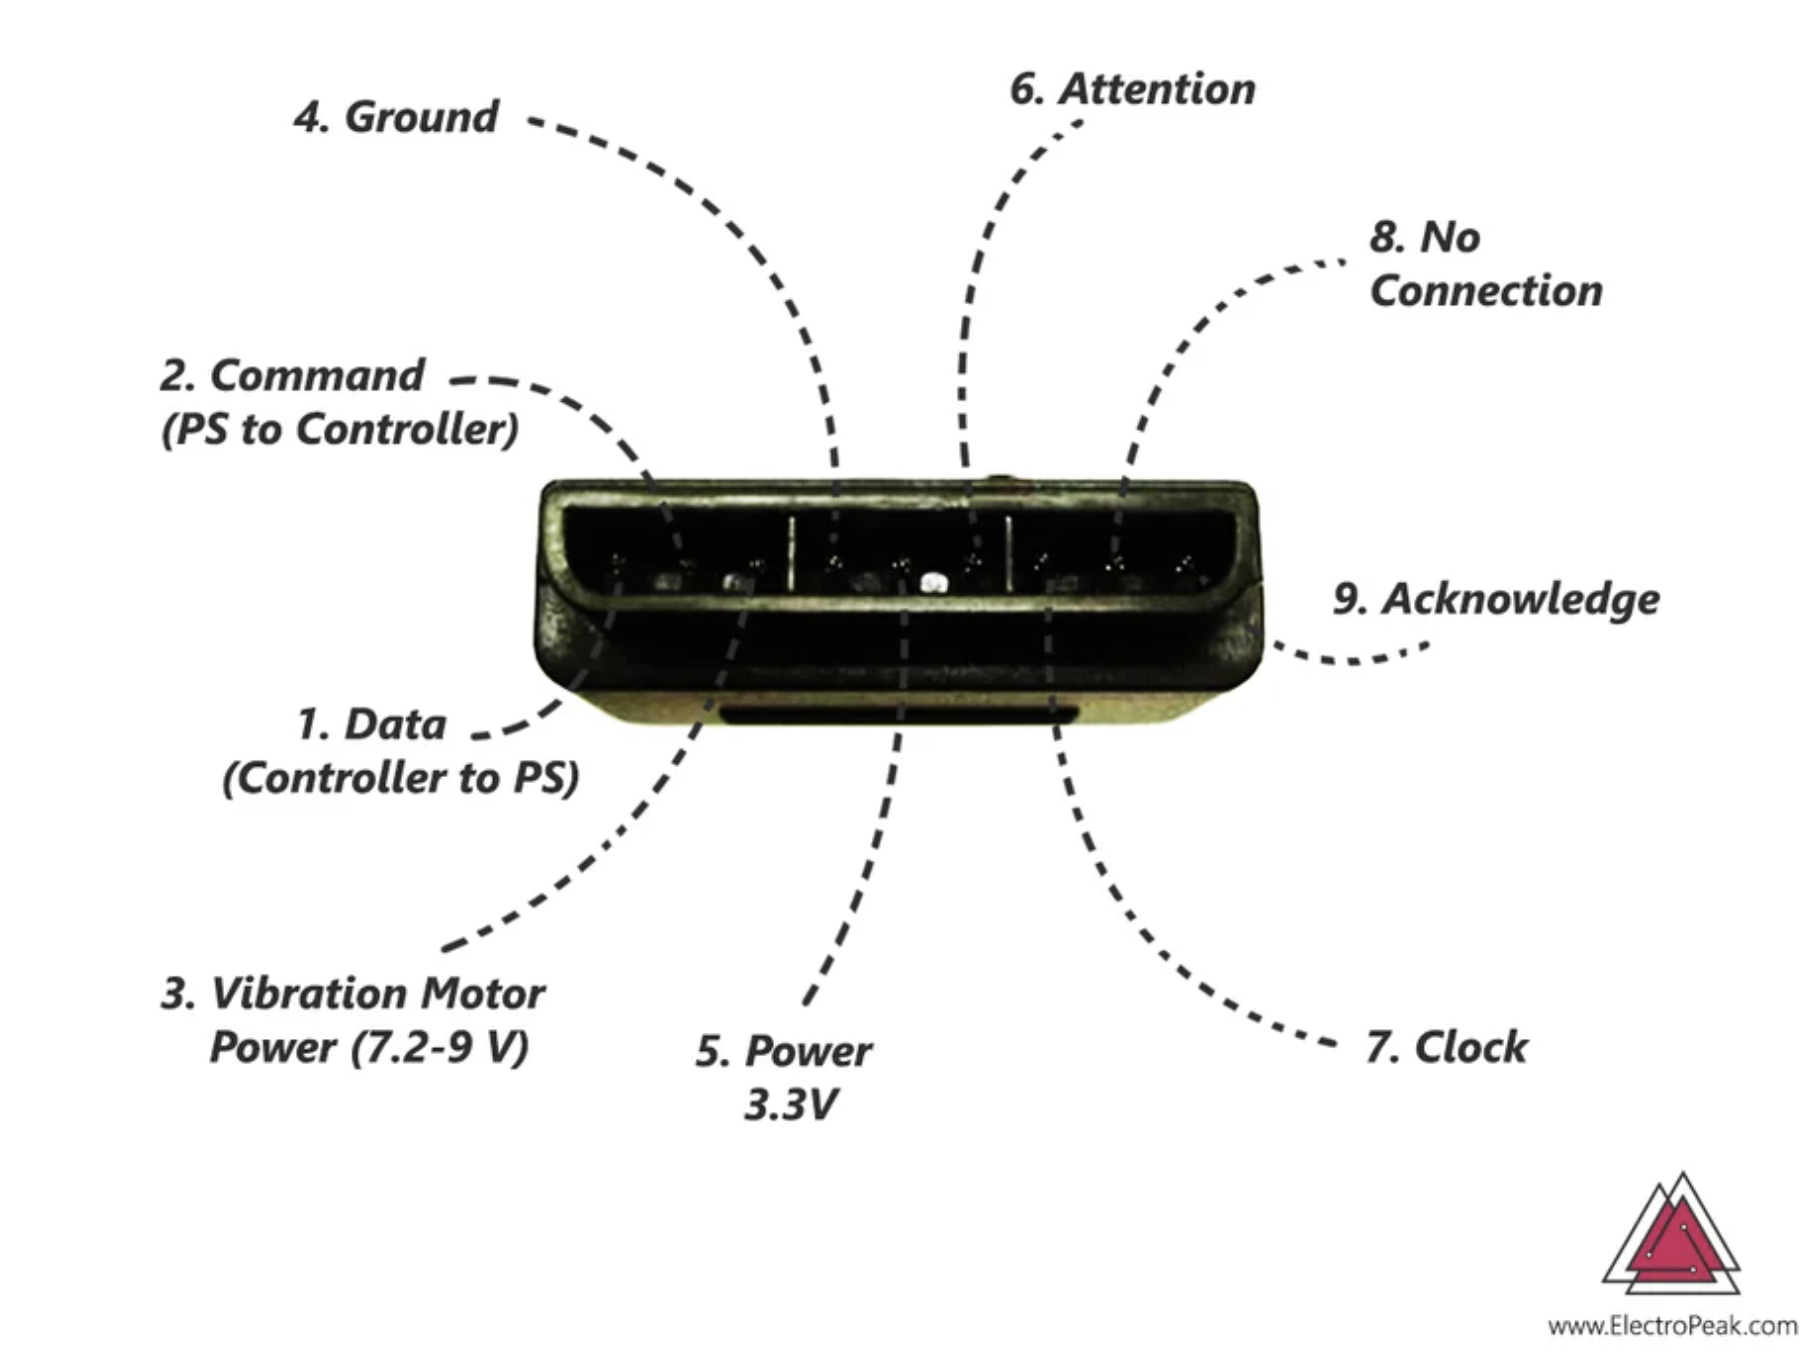 4. Ground
6. Attention
8. No
Connection
2. Command
(PS to Controller)
9. Acknowledge
1. Data
(Controller to PS)
3. Vibration Motor
Power (7.2-9 V)
5. Power
3.3V
7. Clock
www.ElectroPeak.com